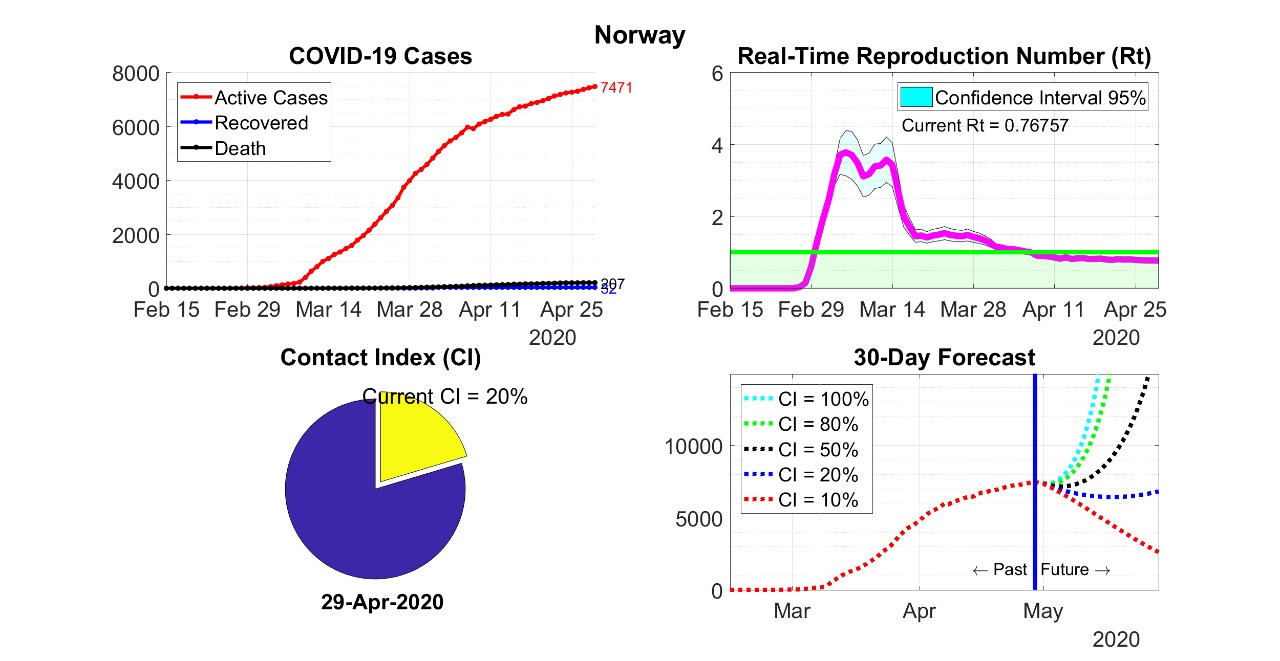 Norway
COVID-19 Cases
8000
6000
4000
2000
0
Active Cases
Recovered
Death
7471
207
32
Feb 15 Feb 29 Mar 14 Mar 28 Apr 11 Apr 25
2020
Real-Time Reproduction Number (Rt)
6
4
2
0
Confidence Interval 95%
Current Rt = 0.76757
Feb 15 Feb 29 Mar 14 Mar 28 Apr 11 Apr 25
2020
Contact Index (CI)
Current CI = 20%
29-Apr-2020
30-Day Forecast
10000
5000
0
CI = 100%
CI = 80%
CI = 50%
CI = 20%
CI = 10%
← Past Future →
Mar Apr May
2020